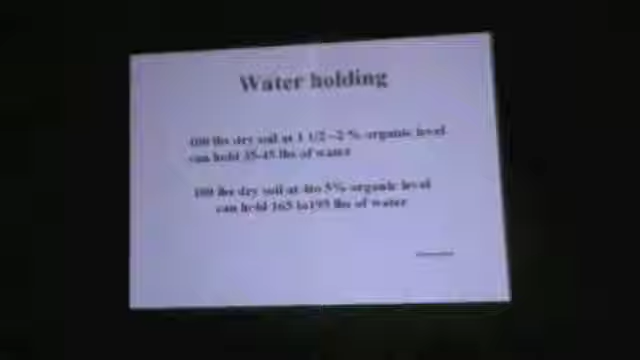 Water holding
100 lbs dry soil at 1 1/2 -2 % organic level
can hold 35-45 lbs of water
100 lbs dry soil at 4to 5% organic level
can hold 165 to195 lbs of water